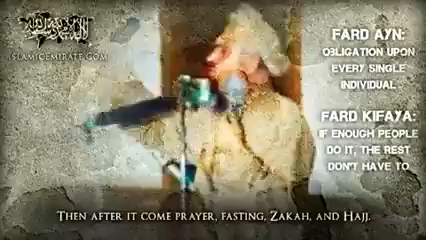 islamicemirate.com
FARD AYN:
OBLIGATION UPON
EVERY SINGLE
INDIVIDUAL
FARD KIFAYA:
IF ENOUGH PEOPLE
DO IT, THE REST
DON'T HAVE TO
Then after it come prayer, fasting, Zakah, and Hajj.